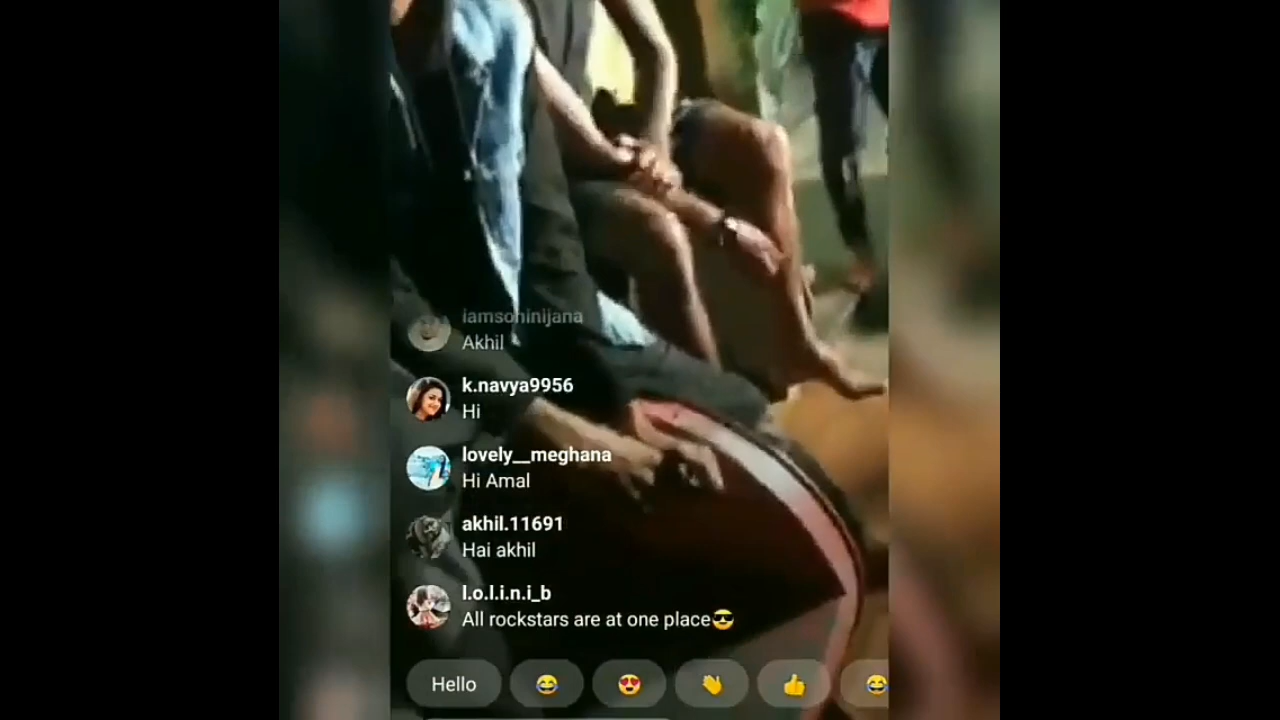 iamsohinijana
Akhil
k.navya9956
Hi
lovely__meghana
Hi Amal
akhil.11691
Hai akhil
l.o.l.i.n.i_b
All rockstars are at one place😎
Hello